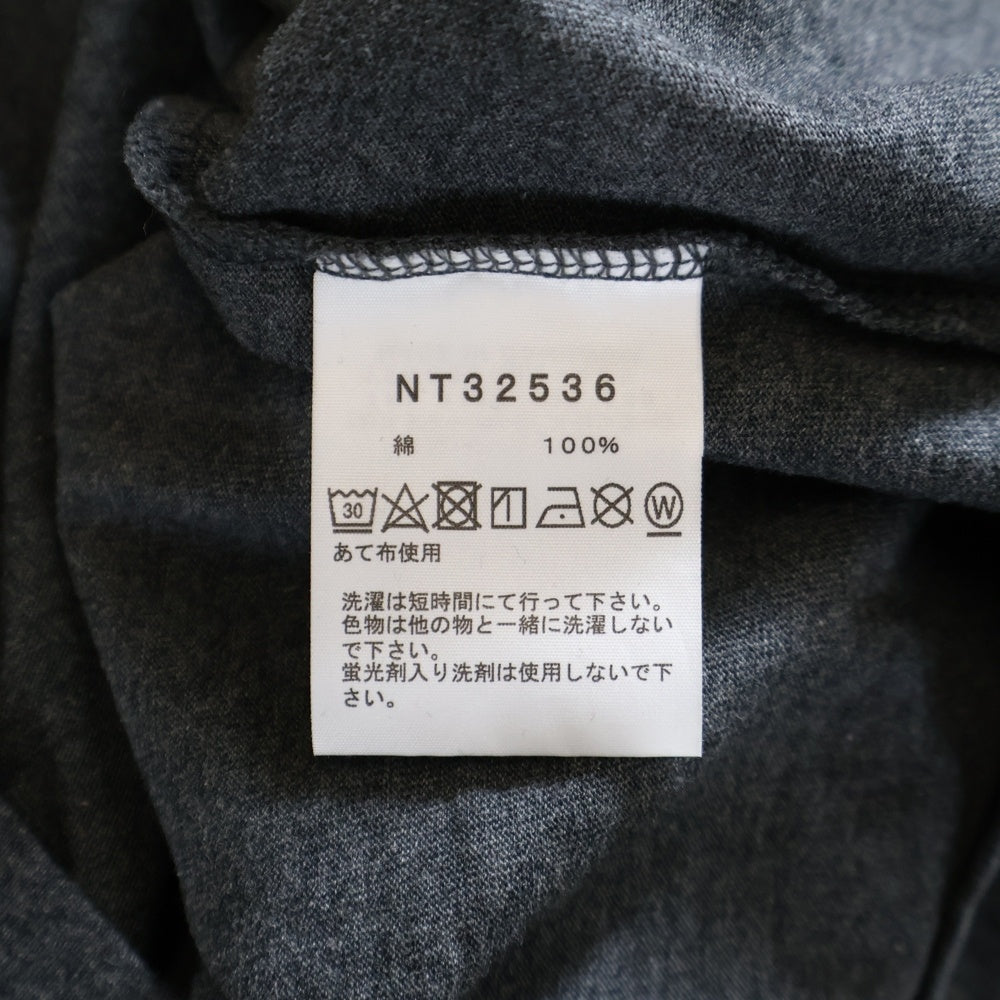 NT32536
綿 100%
30 W
あて布使用
洗濯は短時間にて行って下さい。
色物は他の物と一緒に洗濯しない
で下さい。
蛍光剤入り洗剤は使用しないで下
さい。